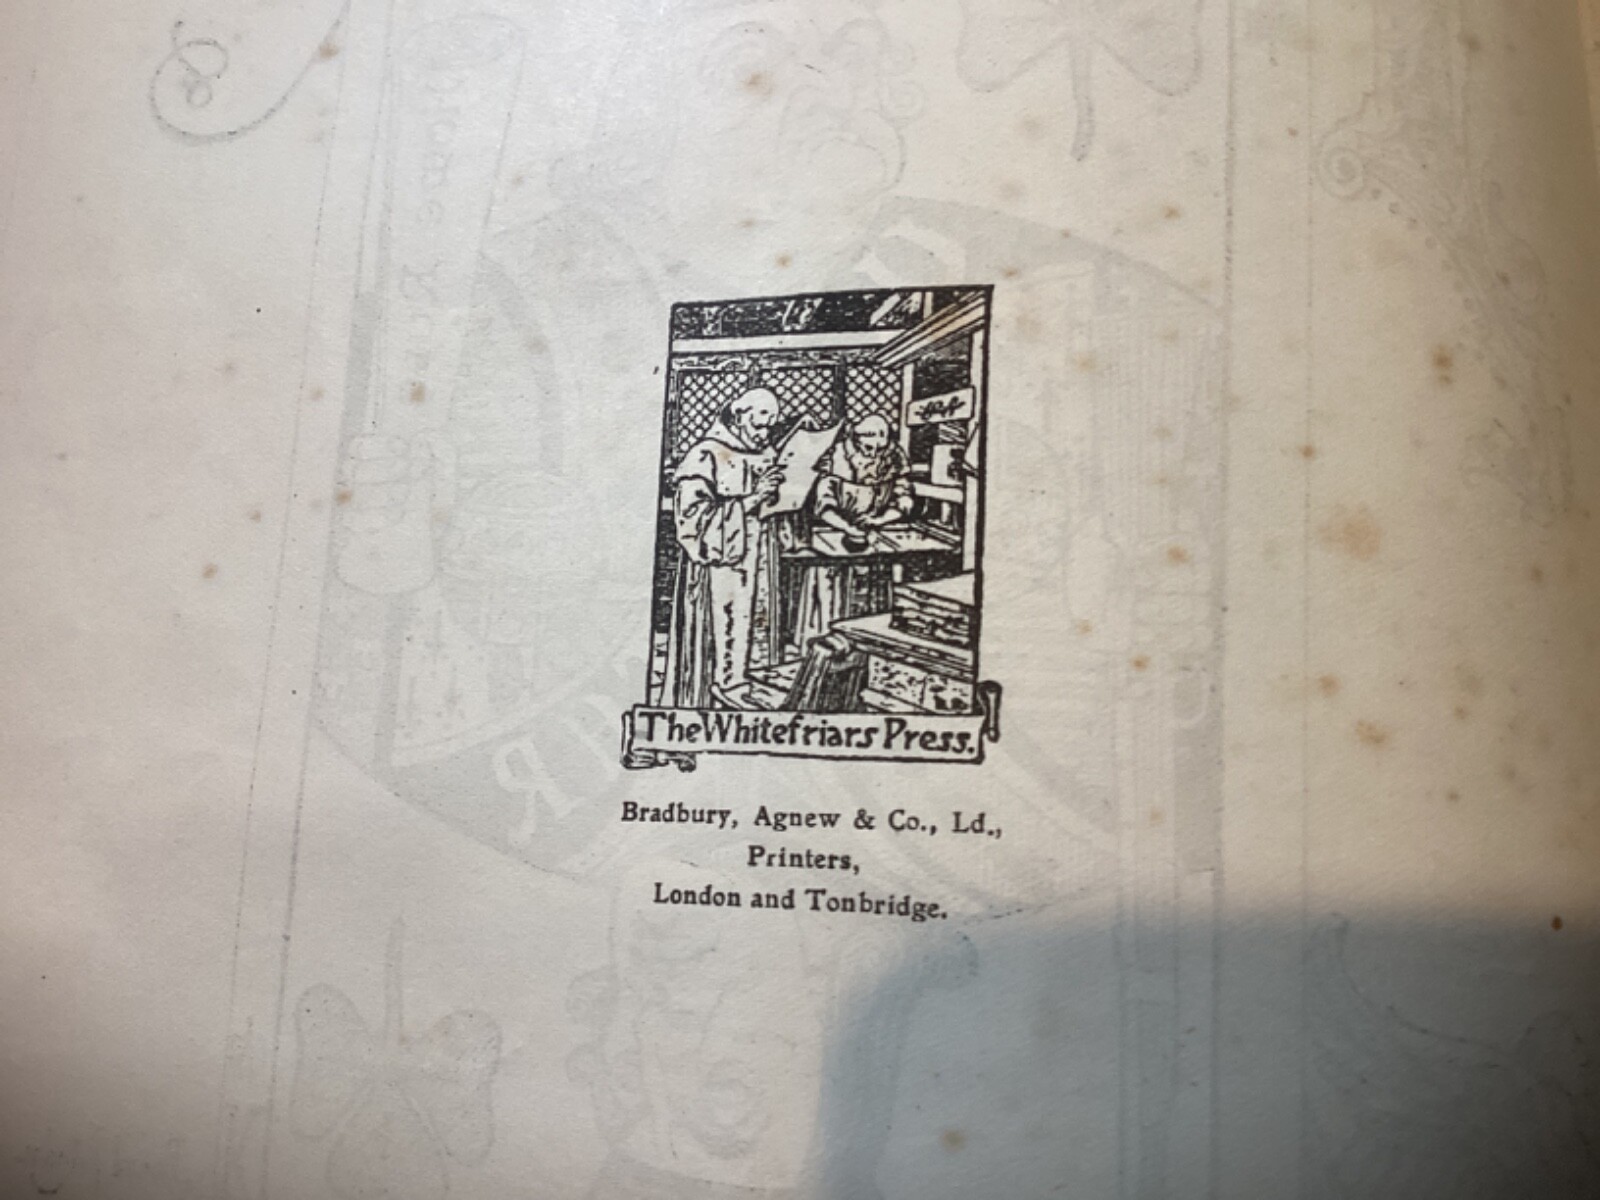 The Whitefriars Press.
Bradbury, Agnew & Co., Ld.,
Printers,
London and Tonbridge.